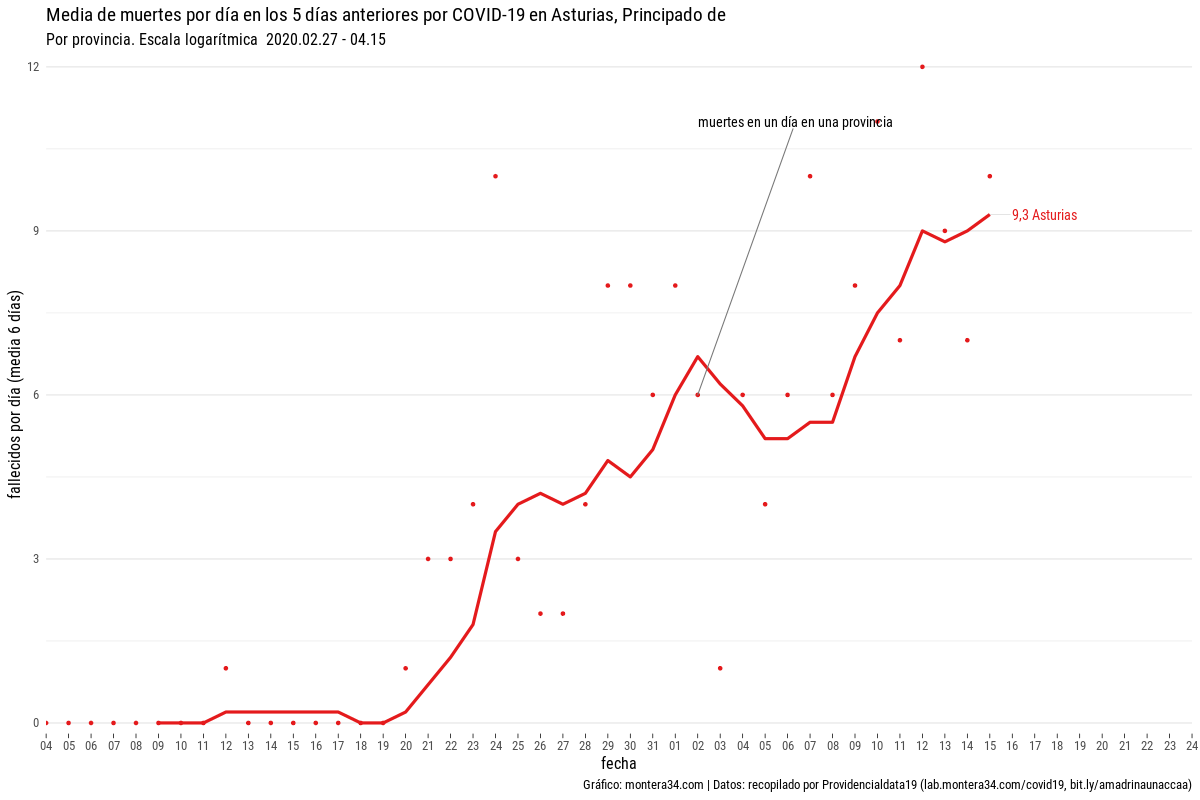 Media de muertes por día en los 5 días anteriores por COVID-19 en Asturias, Principado de
Por provincia. Escala logarítmica 2020.02.27 - 04.15
12
muertes en un día en una provincia
9,3 Asturias
9
6
3
0
fallecidos por día (media 6 días)
04 05 06 07 08 09 10 11 12 13 14 15 16 17 18 19 20 21 22 23 24 25 26 27 28 29 30 31 01 02 03 04 05 06 07 08 09 10 11 12 13 14 15 16 17 18 19 20 21 22 23 24
fecha
Gráfico: montera34.com | Datos: recopilado por Providencialdata19 (lab.montera34.com/covid19, bit.ly/amadrinaunaccaa)